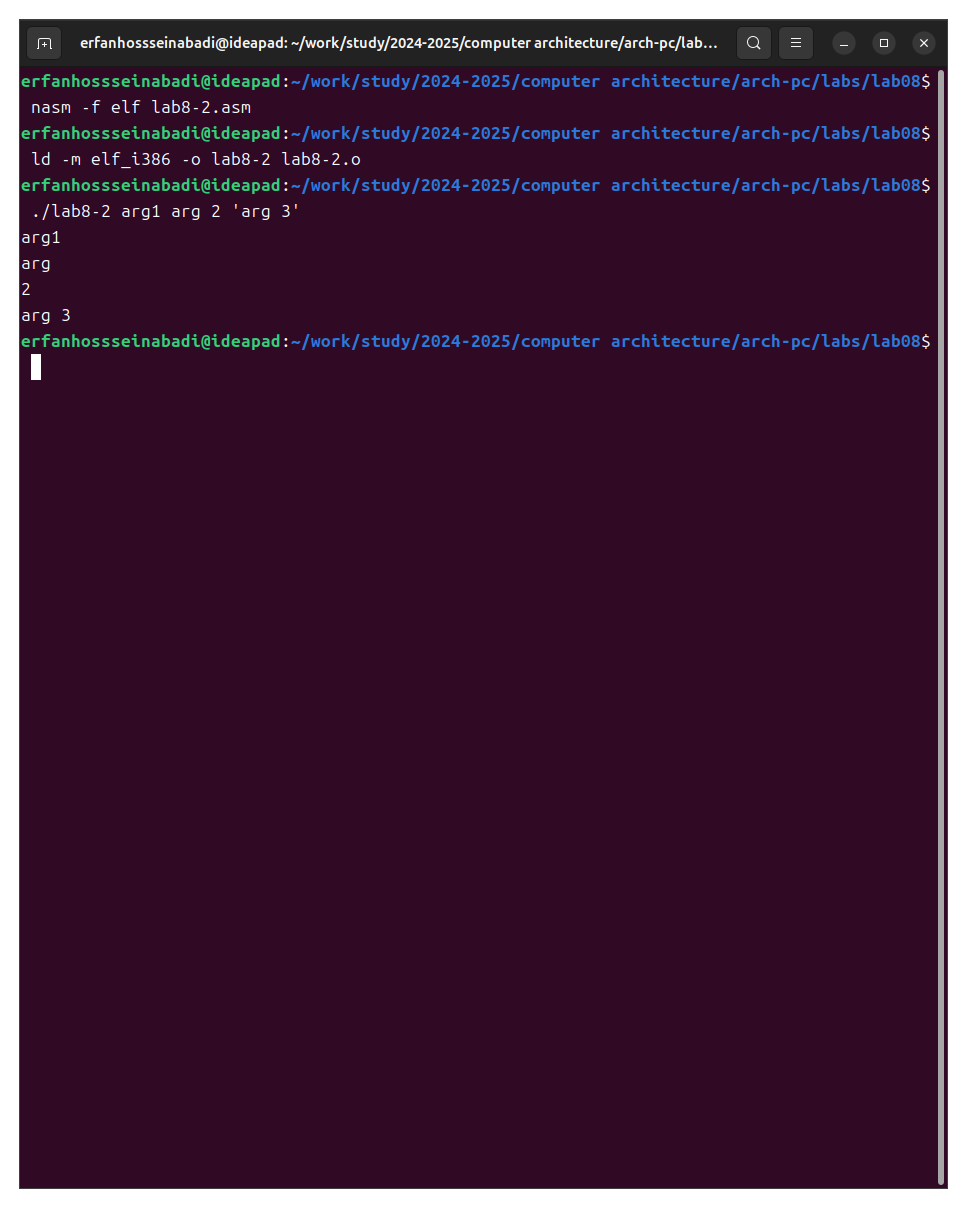 erfanhossseinabadi@ideapad: ~/work/study/2024-2025/computer architecture/arch-pc/lab...
erfanhossseinabadi@ideapad:~/work/study/2024-2025/computer architecture/arch-pc/labs/lab08$
nasm -f elf lab8-2.asm
erfanhossseinabadi@ideapad:~/work/study/2024-2025/computer architecture/arch-pc/labs/lab08$
ld -m elf_i386 -o lab8-2 lab8-2.o
erfanhossseinabadi@ideapad:~/work/study/2024-2025/computer architecture/arch-pc/labs/lab08$
./lab8-2 arg1 arg 2 'arg 3'
arg1
arg
2
arg 3
erfanhossseinabadi@ideapad:~/work/study/2024-2025/computer architecture/arch-pc/labs/lab08$